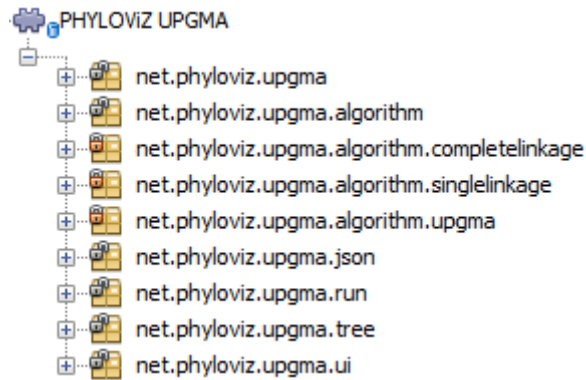 PHYLOViZ UPGMA
net.phyloviz.upgma
net.phyloviz.upgma.algorithm
net.phyloviz.upgma.algorithm.completelinkage
net.phyloviz.upgma.algorithm.singlelinkage
net.phyloviz.upgma.algorithm.upgma
net.phyloviz.upgma.json
net.phyloviz.upgma.run
net.phyloviz.upgma.tree
net.phyloviz.upgma.ui